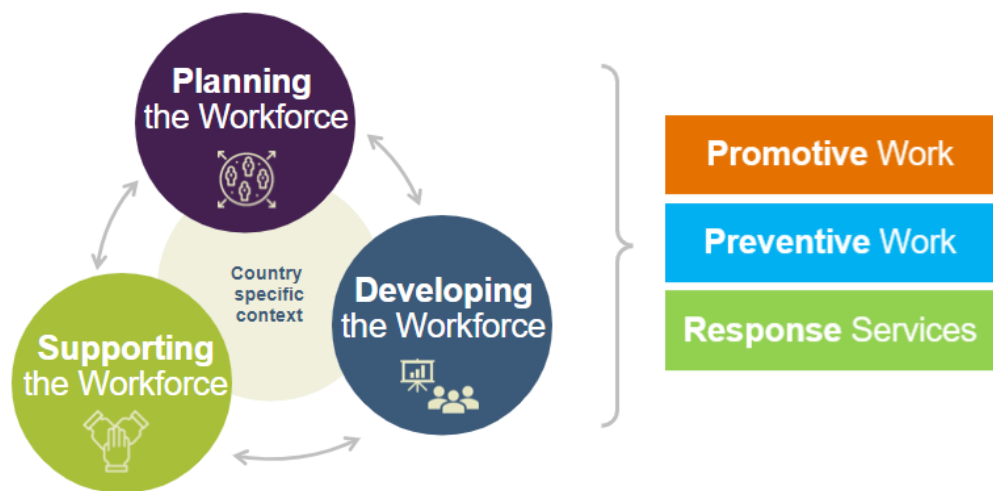 Planning
the Workforce
Country
specific
context
Developing
the Workforce
Supporting
the Workforce
Promotive Work
Preventive Work
Response Services